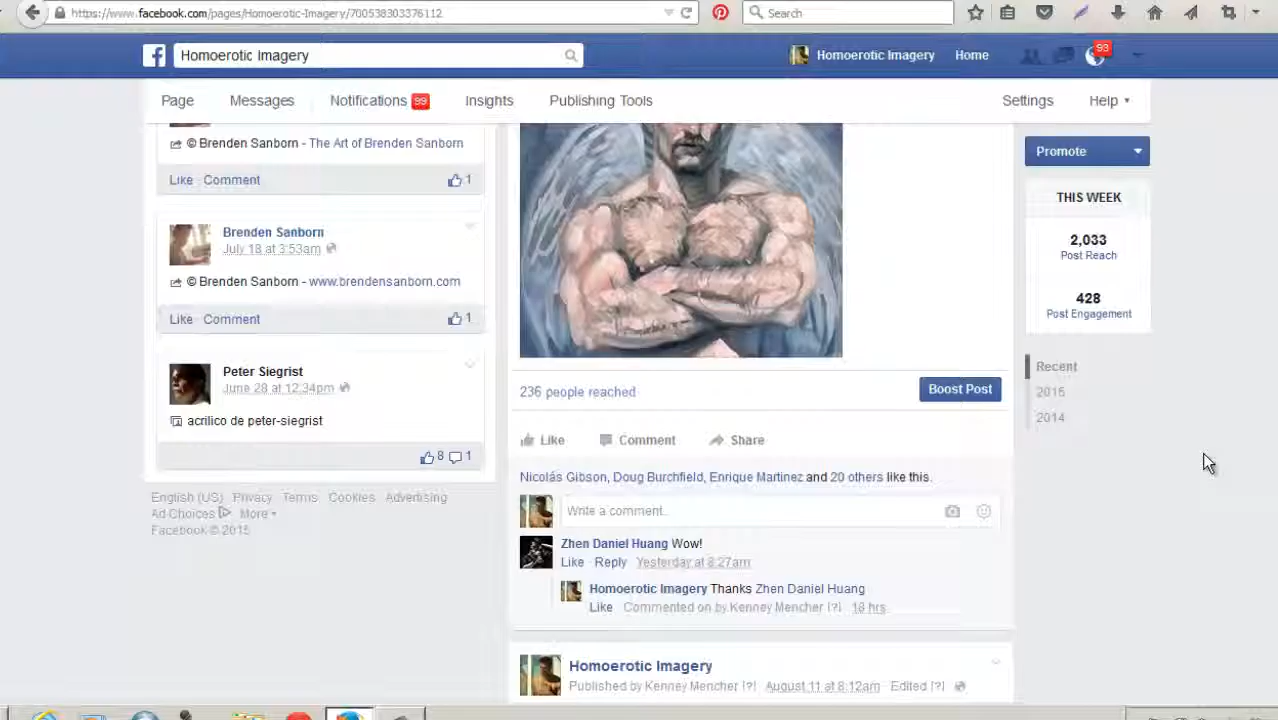 https://www.facebook.com/pages/Homoerotic-Imagery/700538303376112
Search
Homoerotic Imagery
Homoerotic Imagery
Home
93
Page
Messages
Notifications 99
Insights
Publishing Tools
Settings
Help
© Brenden Sanborn - The Art of Brenden Sanborn
Like · Comment
1
Brenden Sanborn
July 18 at 3:53am
© Brenden Sanborn - www.brendensanborn.com
Like · Comment
1
Peter Siegrist
June 28 at 12:34pm
acrilico de peter-siegrist
8
1
English (US) · Privacy · Terms · Cookies · Advertising
Ad Choices · More
Facebook © 2015
236 people reached
Boost Post
Like
Comment
Share
Nicolás Gibson, Doug Burchfield, Enrique Martinez and 20 others like this.
Write a comment...
Zhen Daniel Huang Wow!
Like · Reply · Yesterday at 8:27am
Homoerotic Imagery Thanks Zhen Daniel Huang
Like · Commented on by Kenney Mencher [?] · 18 hrs
Homoerotic Imagery
Published by Kenney Mencher [?] · August 11 at 8:12am · Edited [?]
Promote
THIS WEEK
2,033
Post Reach
428
Post Engagement
Recent
2015
2014